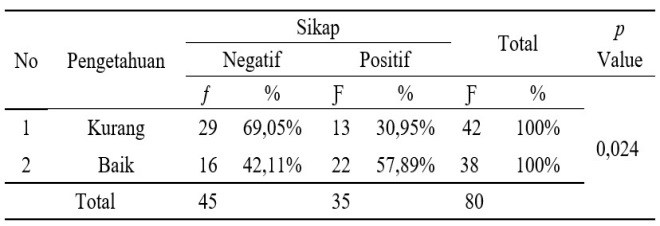 Sikap Total p Value
No Pengetahuan Negatif Positif
f % Ƒ % Ƒ %
1 Kurang 29 69,05% 13 30,95% 42 100% 0,024
2 Baik 16 42,11% 22 57,89% 38 100%
Total 45 35 80